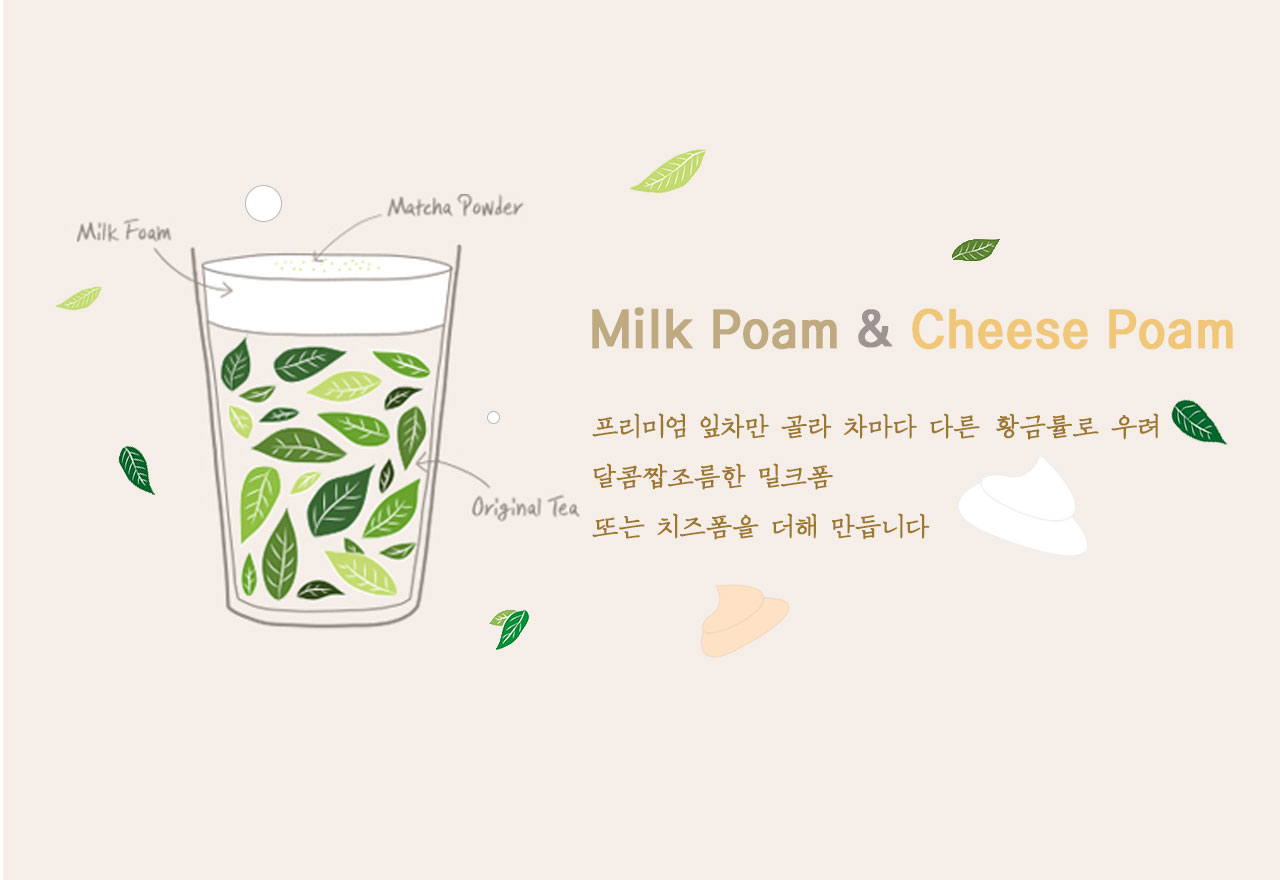 Matcha Powder
Milk Foam
Original Tea
Milk Poam & Cheese Poam
프리미엄 잎차만 골라 차마다 다른 황금률로 우려
달콤짭조름한 밀크폼
또는 치즈폼을 더해 만듭니다